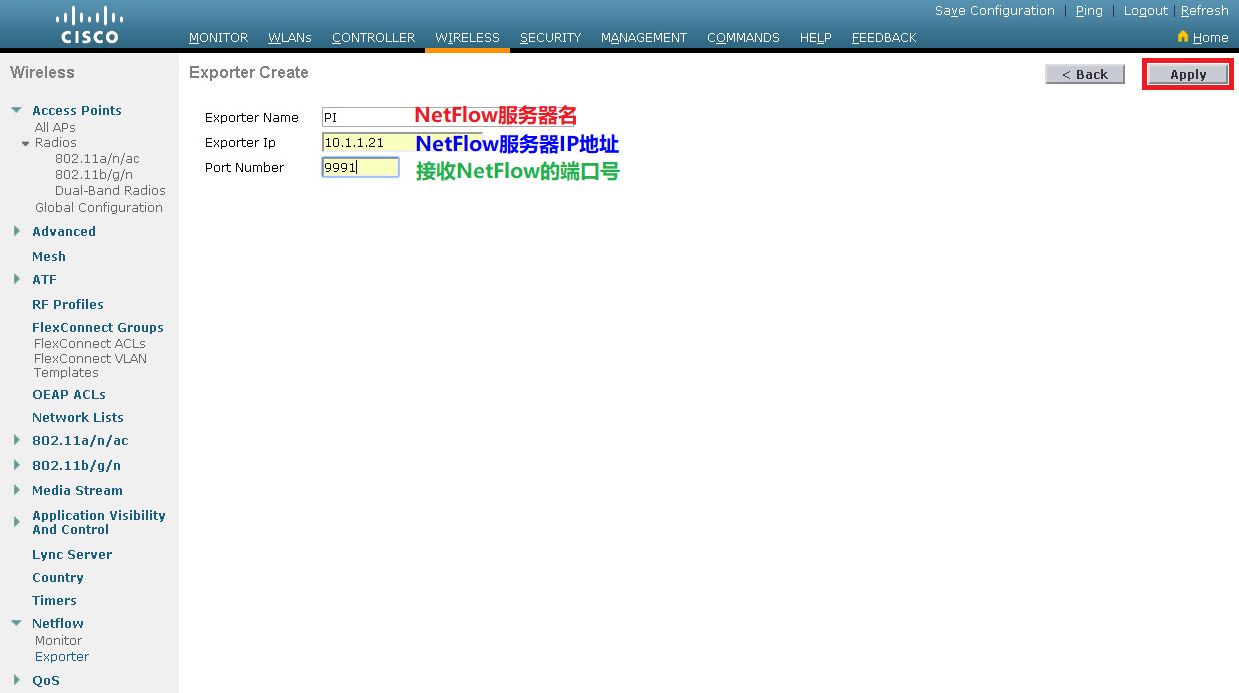 CISCO
Save Configuration | Ping | Logout | Refresh
MONITOR WLANs CONTROLLER WIRELESS SECURITY MANAGEMENT COMMANDS HELP FEEDBACK Home
Wireless
Exporter Create
< Back
Apply
Access Points
All APs
Radios
802.11a/n/ac
802.11b/g/n
Dual-Band Radios
Global Configuration
Advanced
Mesh
ATF
RF Profiles
FlexConnect Groups
FlexConnect ACLs
FlexConnect VLAN
Templates
OEAP ACLs
Network Lists
802.11a/n/ac
802.11b/g/n
Media Stream
Application Visibility
And Control
Lync Server
Country
Timers
Netflow
Monitor
Exporter
QoS
Exporter Name PI NetFlow服务器名
Exporter Ip 10.1.1.21 NetFlow服务器IP地址
Port Number 9991 接收NetFlow的端口号